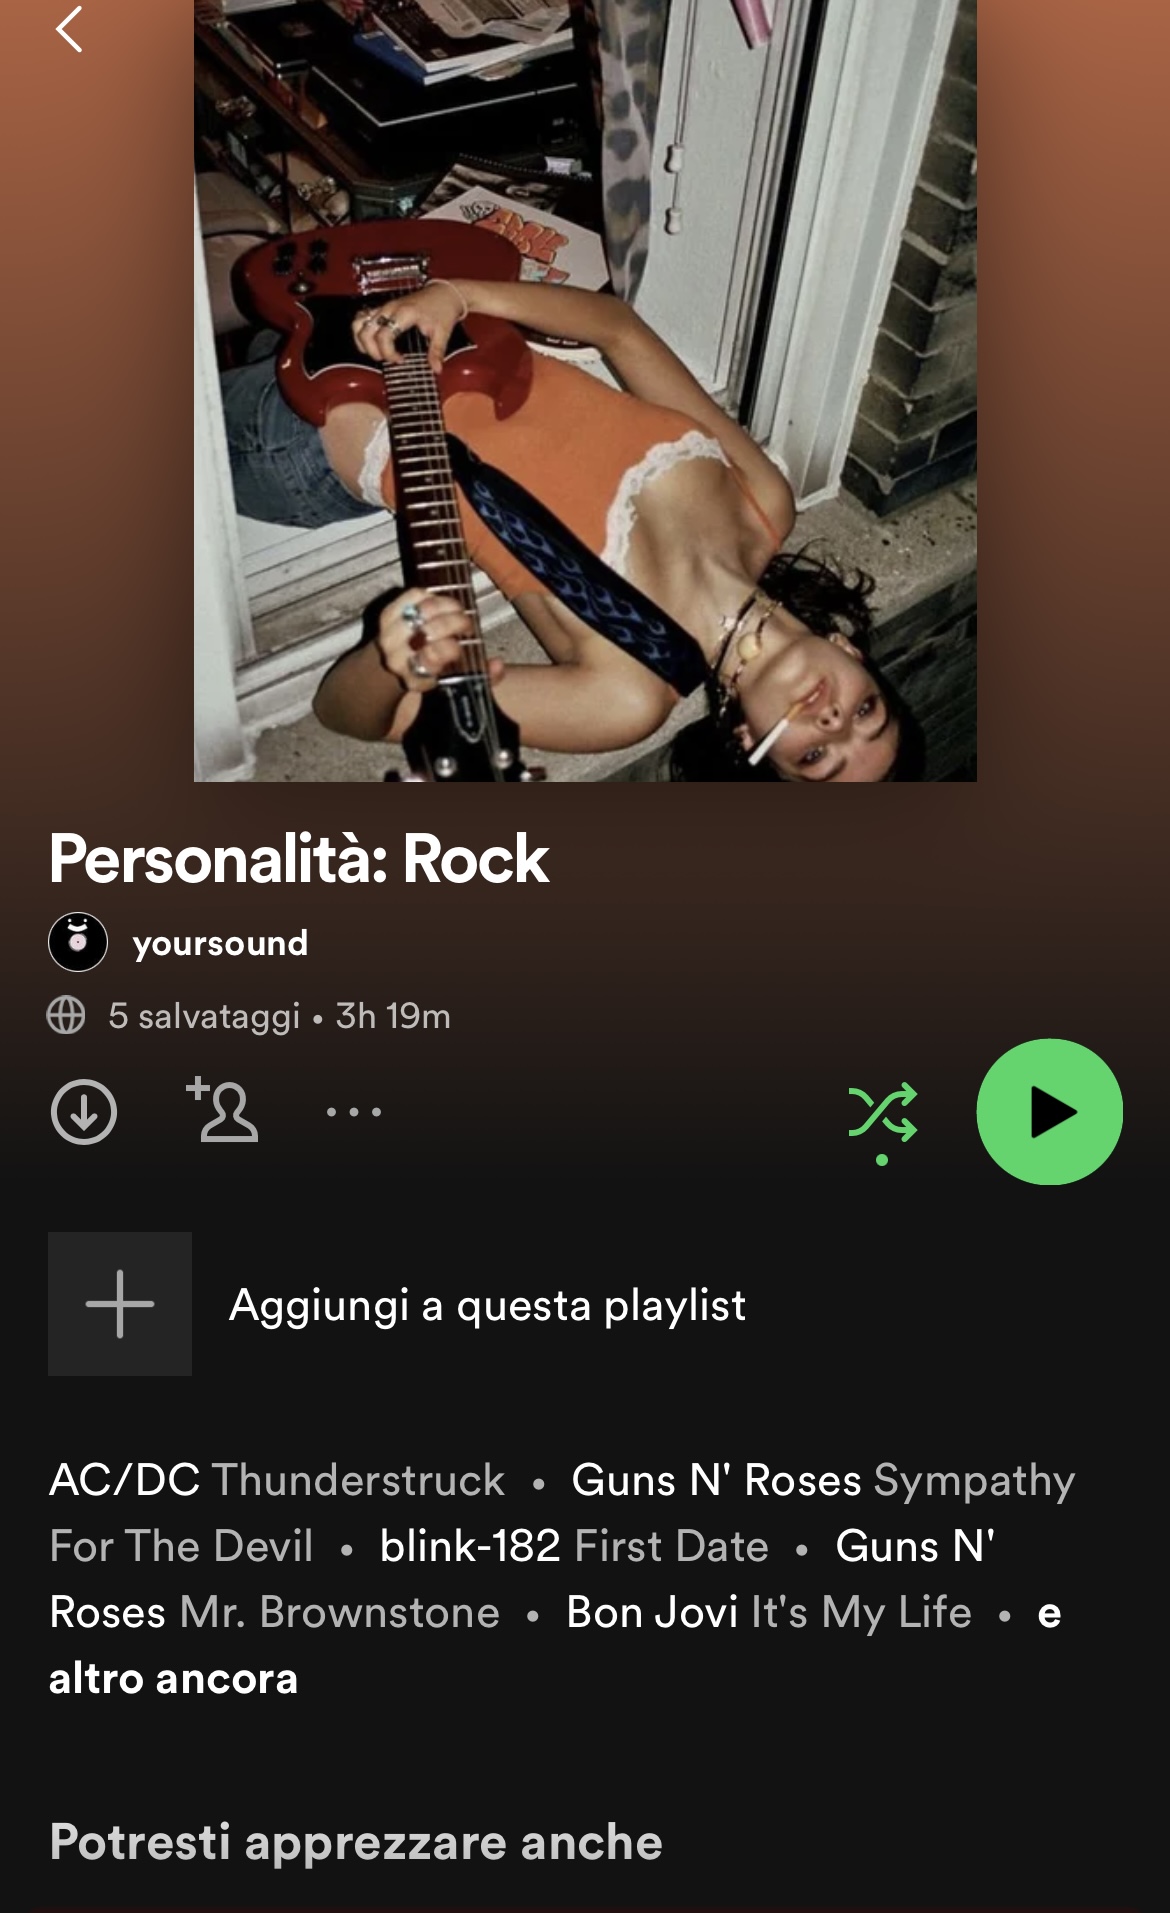 Personalità: Rock
yoursound
5 salvataggi • 3h 19m
Aggiungi a questa playlist
AC/DC Thunderstruck • Guns N' Roses Sympathy
For The Devil • blink-182 First Date • Guns N'
Roses Mr. Brownstone • Bon Jovi It's My Life • e
altro ancora
Potresti apprezzare anche